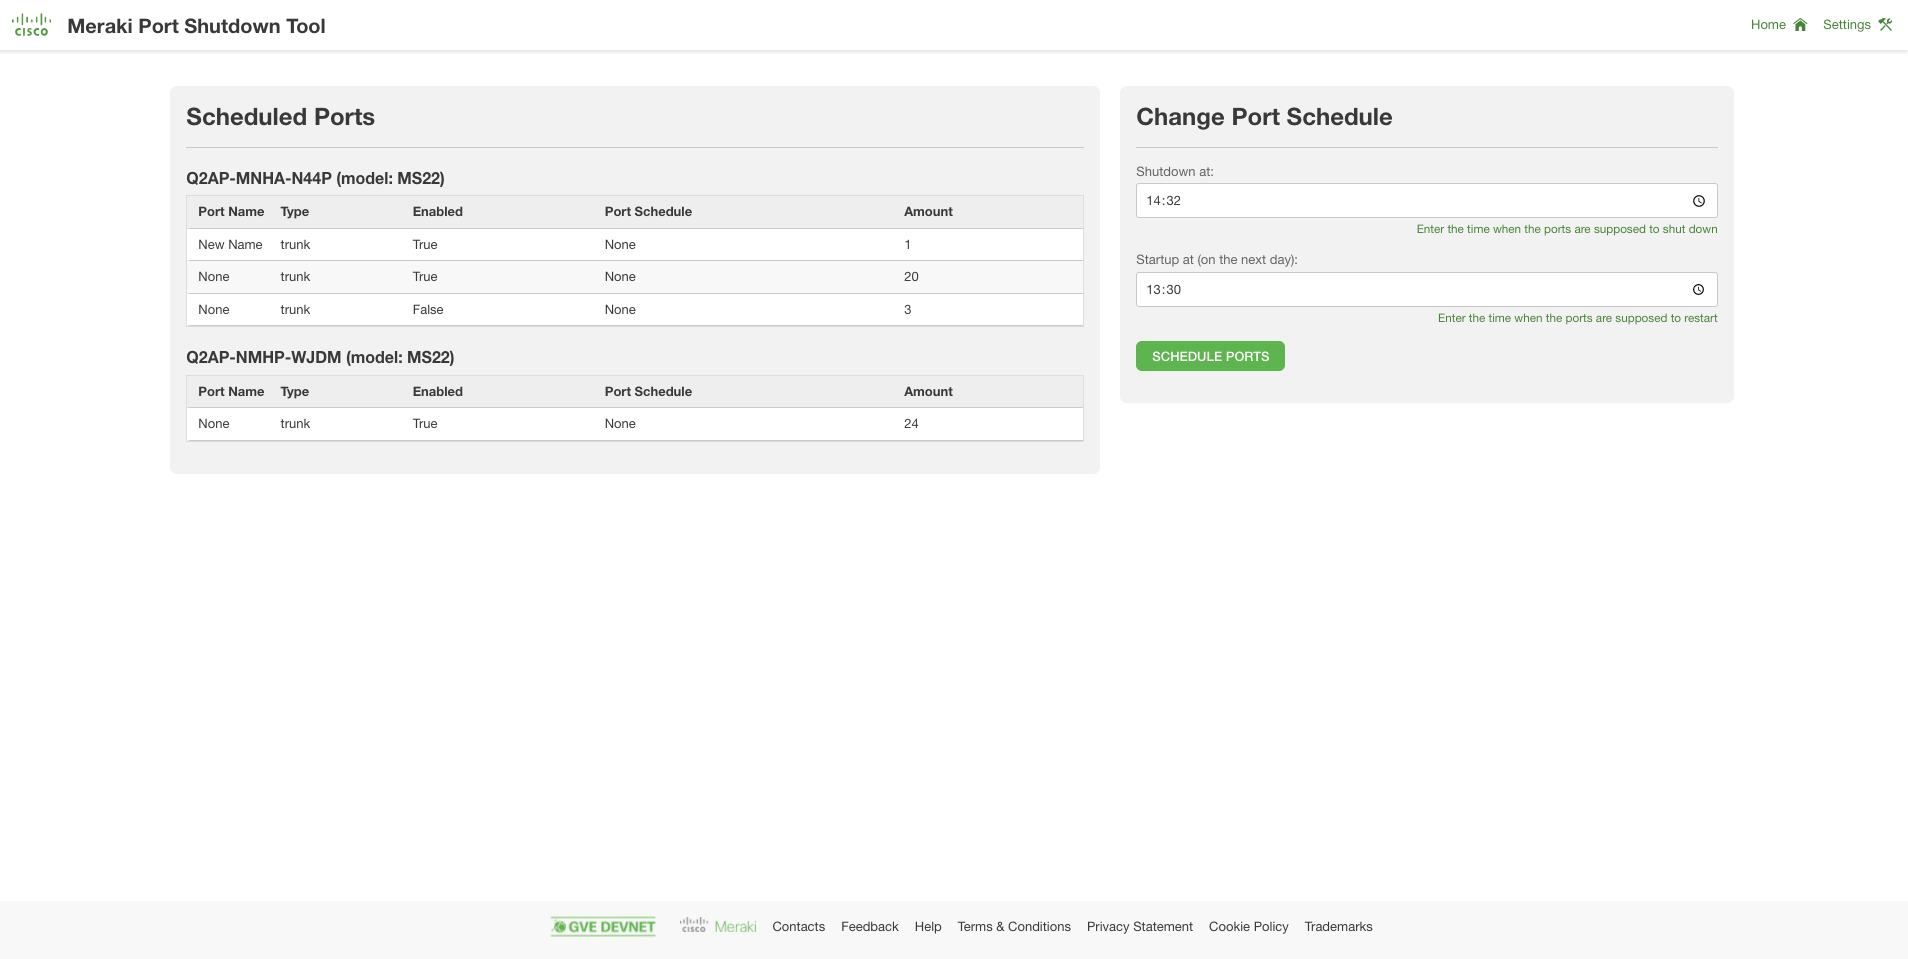 CISCO Meraki Port Shutdown Tool Home Settings
Scheduled Ports
Q2AP-MNHA-N44P (model: MS22)
Port Name Type Enabled Port Schedule Amount
New Name trunk True None 1
None trunk True None 20
None trunk False None 3
Q2AP-NMHP-WJDM (model: MS22)
Port Name Type Enabled Port Schedule Amount
None trunk True None 24
Change Port Schedule
Shutdown at:
14:32
Enter the time when the ports are supposed to shut down
Startup at (on the next day):
13:30
Enter the time when the ports are supposed to restart
SCHEDULE PORTS
GVE DEVNET CISCO Meraki Contacts Feedback Help Terms & Conditions Privacy Statement Cookie Policy Trademarks